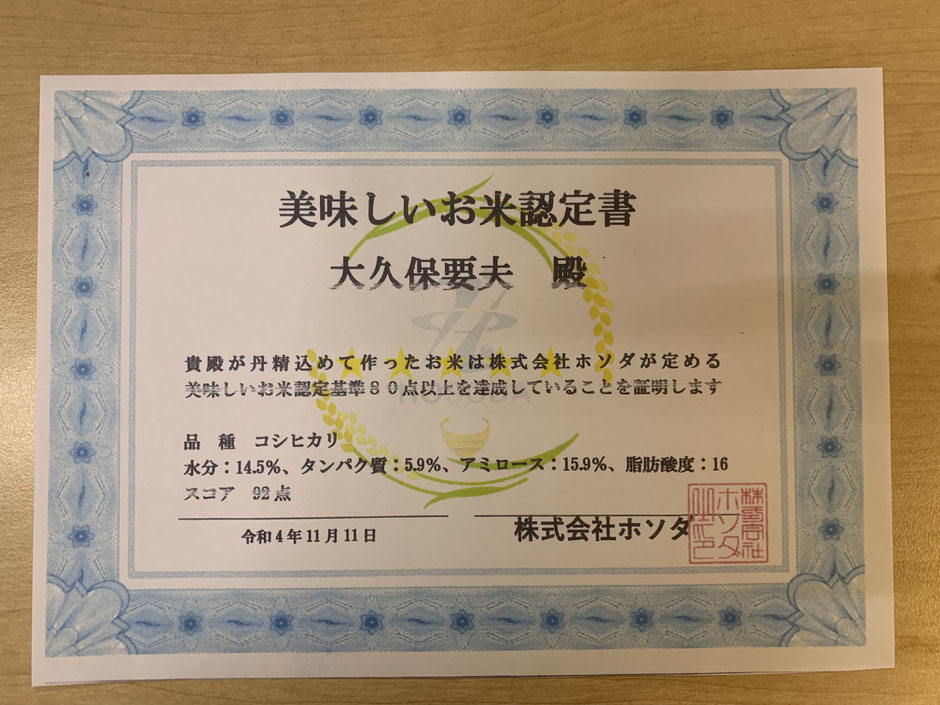 美味しいお米認定書
大久保要夫　殿
貴殿が丹精込めて作ったお米は株式会社ホソダが定める
美味しいお米認定基準８０点以上を達成していることを証明します
品　種　コシヒカリ
水分：14.5％、タンパク質：5.9％、アミロース：15.9％、脂肪酸度：16
スコア　92点
令和4年11月11日
株式会社ホソダ
HOSODA